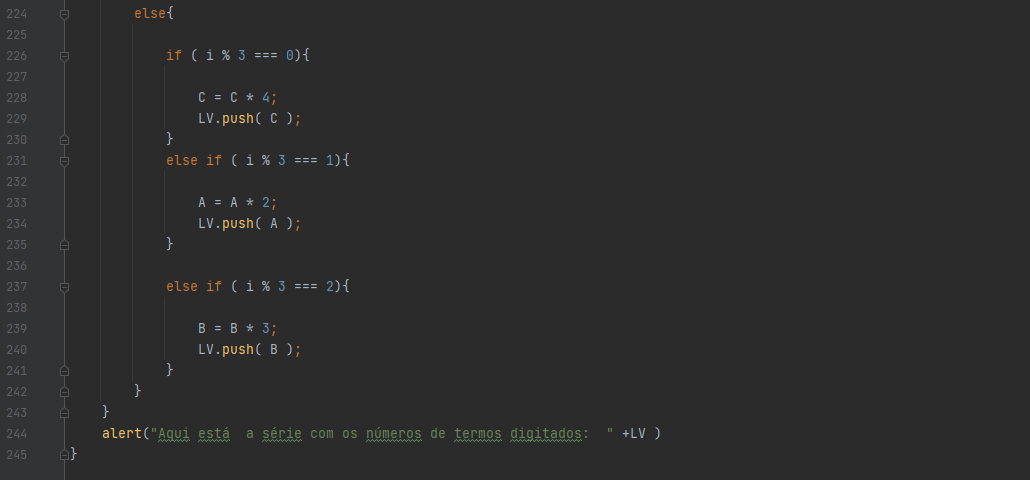 224 else{
225
226 if ( i % 3 === 0){
227
228 C = C * 4;
229 LV.push( C );
230 }
231 else if ( i % 3 === 1){
232
233 A = A * 2;
234 LV.push( A );
235 }
236
237 else if ( i % 3 === 2){
238
239 B = B * 3;
240 LV.push( B );
241 }
242 }
243 }
244 alert("Aqui está  a série com os números de termos digitados:  " +LV )
245 }